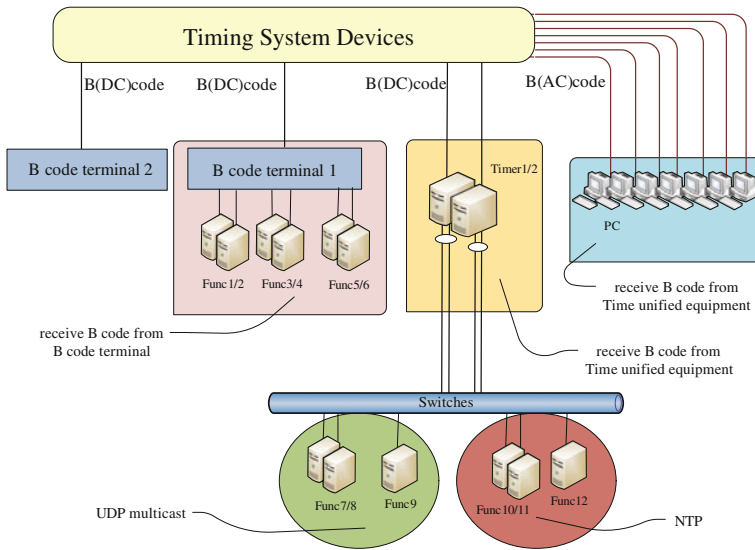 Timing System Devices
B(DC)code
B(DC)code
B(DC)code
B(AC)code
B code terminal 2
B code terminal 1
Timer1/2
PC
Func1/2
Func3/4
Func5/6
receive B code from
B code terminal
receive B code from
Time unified equipment
receive B code from
Time unified equipment
Switches
Func7/8
Func9
Func10/11
Func12
UDP multicast
NTP